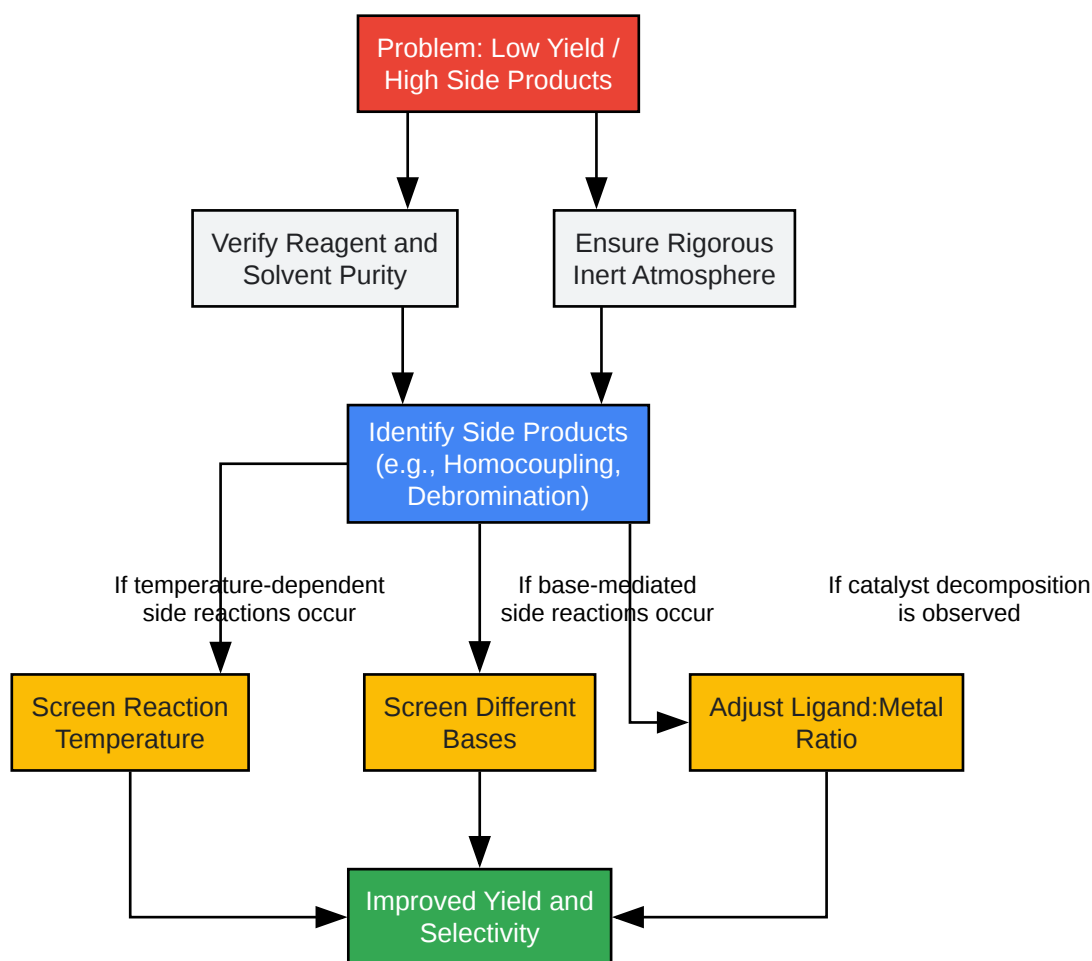 Problem: Low Yield /
High Side Products
Verify Reagent and
Solvent Purity
Ensure Rigorous
Inert Atmosphere
Identify Side Products
(e.g., Homocoupling,
Debromination)
If temperature-dependent
side reactions occur
If base-mediated
side reactions occur
If catalyst decomposition
is observed
Screen Reaction
Temperature
Screen Different
Bases
Adjust Ligand:Metal
Ratio
Improved Yield and
Selectivity